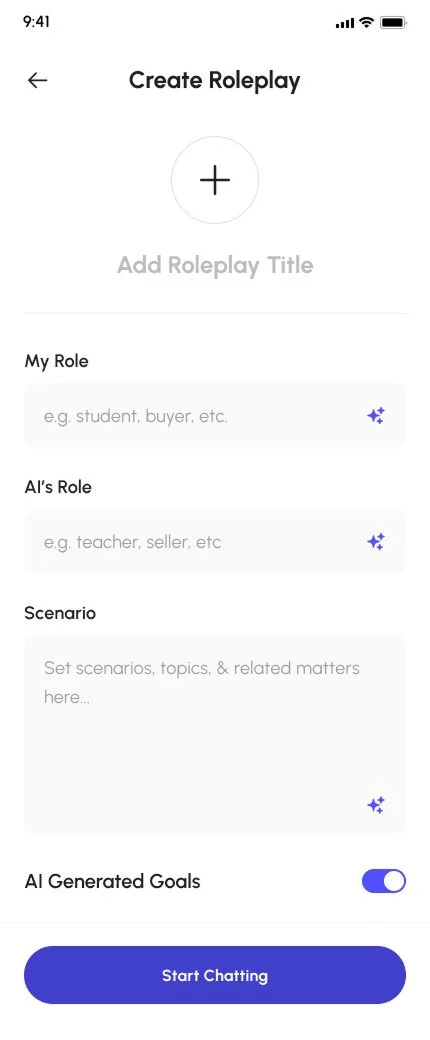 9:41
Create Roleplay
Add Roleplay Title
My Role
e.g. student, buyer, etc.
AI's Role
e.g. teacher, seller, etc
Scenario
Set scenarios, topics, & related matters
here...
AI Generated Goals
Start Chatting